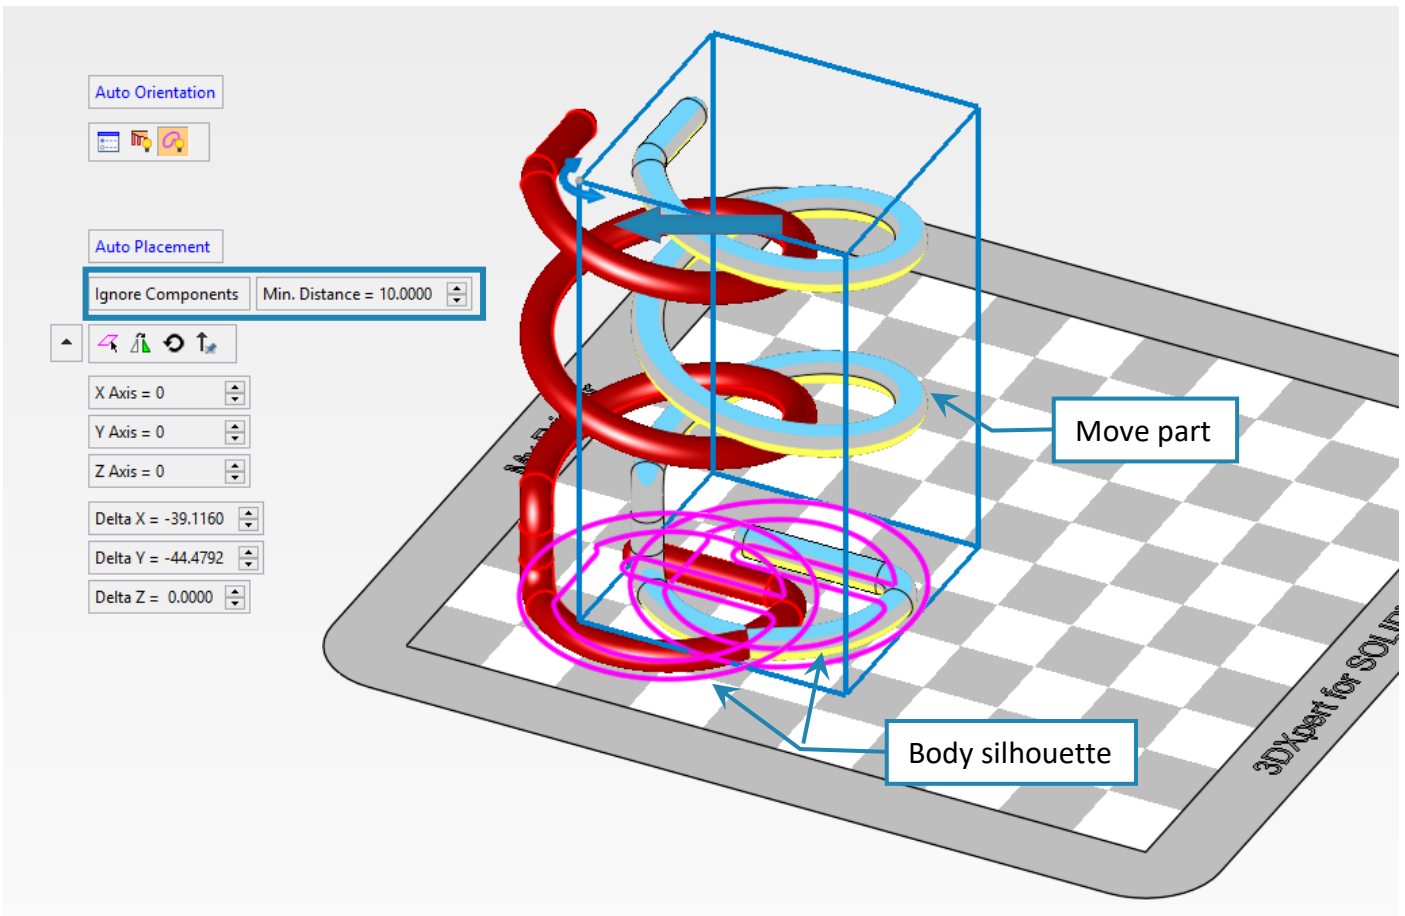 Auto Orientation
Auto Placement
Ignore Components
Min. Distance = 10.0000
X Axis = 0
Y Axis = 0
Z Axis = 0
Delta X = -39.1160
Delta Y = -44.4792
Delta Z = 0.0000
Move part
Body silhouette
3DXpert for